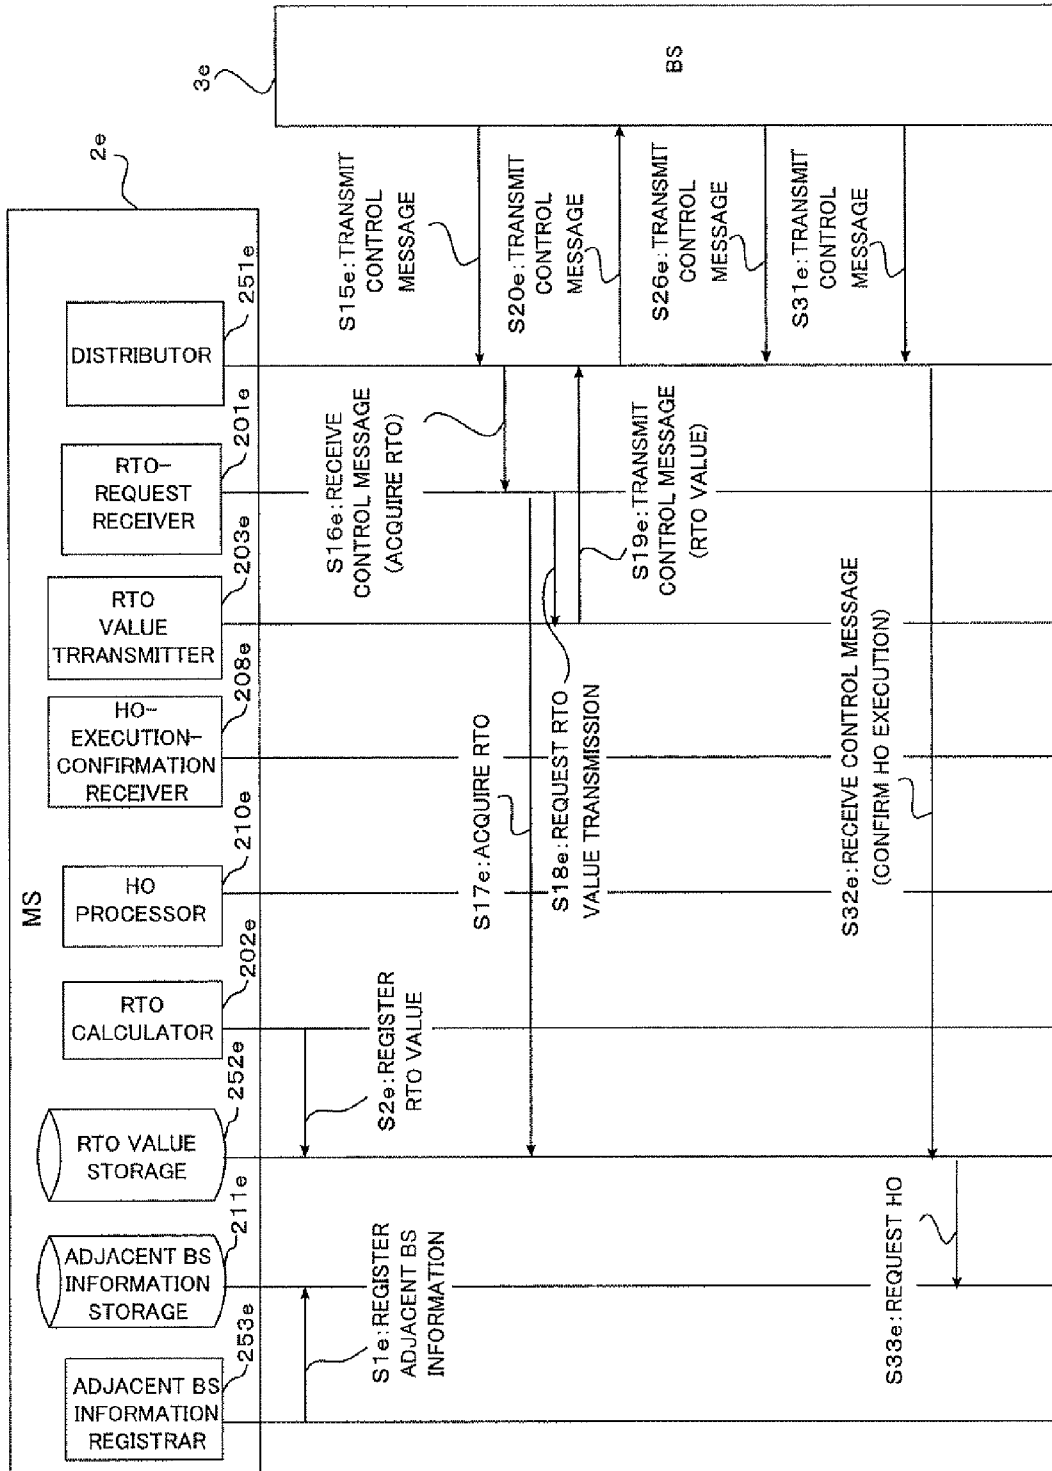 MS
2e
ADJACENT BS
INFORMATION
REGISTRAR
253e
ADJACENT BS
INFORMATION
STORAGE
211e
RTO VALUE
STORAGE
252e
RTO
CALCULATOR
202e
HO
PROCESSOR
210e
HO-
EXECUTION-
CONFIRMATION
RECEIVER
208e
RTO
VALUE
TRRANSMITTER
203e
RTO-
REQUEST
RECEIVER
201e
DISTRIBUTOR
251e
3e
BS
S1e:REGISTER
ADJACENT BS
INFORMATION
S2e:REGISTER
RTO VALUE
S15e:TRANSMIT
CONTROL
MESSAGE
S16e:RECEIVE
CONTROL MESSAGE
(ACQUIRE RTO)
S17e:ACQUIRE RTO
S18e:REQUEST RTO
VALUE TRANSMISSION
S19e:TRANSMIT
CONTROL MESSAGE
(RTO VALUE)
S20e:TRANSMIT
CONTROL
MESSAGE
S26e:TRANSMIT
CONTROL
MESSAGE
S31e:TRANSMIT
CONTROL
MESSAGE
S32e:RECEIVE CONTROL MESSAGE
(CONFIRM HO EXECUTION)
S33e:REQUEST HO